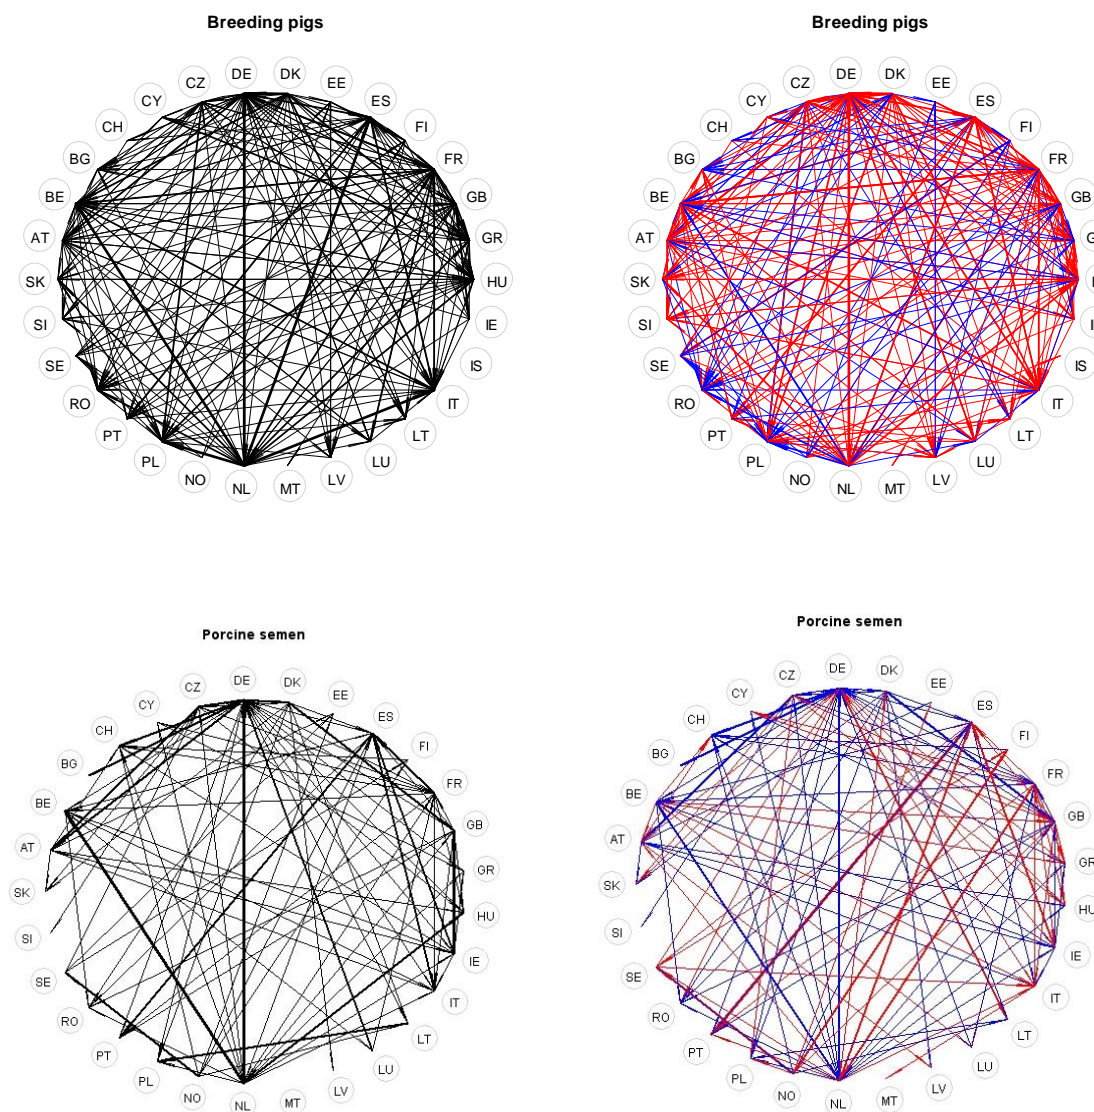 Breeding pigs
DE
DK
EE
ES
FI
FR
GB
GR
HU
IE
IS
IT
LT
LU
LV
MT
NL
NO
PL
PT
RO
SE
SI
SK
AT
BE
BG
CH
CY
CZ
Breeding pigs
DE
DK
EE
ES
FI
FR
GB
G
I
IS
IT
LT
LU
LV
MT
NL
NO
PL
PT
RO
SE
SI
SK
AT
BE
BG
CH
CY
CZ
Porcine semen
DE
DK
EE
ES
FI
FR
GB
GR
HU
IE
IT
LT
LU
LV
MT
NL
NO
PL
PT
RO
SE
SI
SK
AT
BE
BG
CH
CY
CZ
Porcine semen
DE
DK
EE
ES
FI
FR
GB
GR
HU
IE
IT
LT
LU
LV
MT
NL
NO
PL
PT
RO
SE
SI
SK
AT
BE
BG
CH
CY
CZ